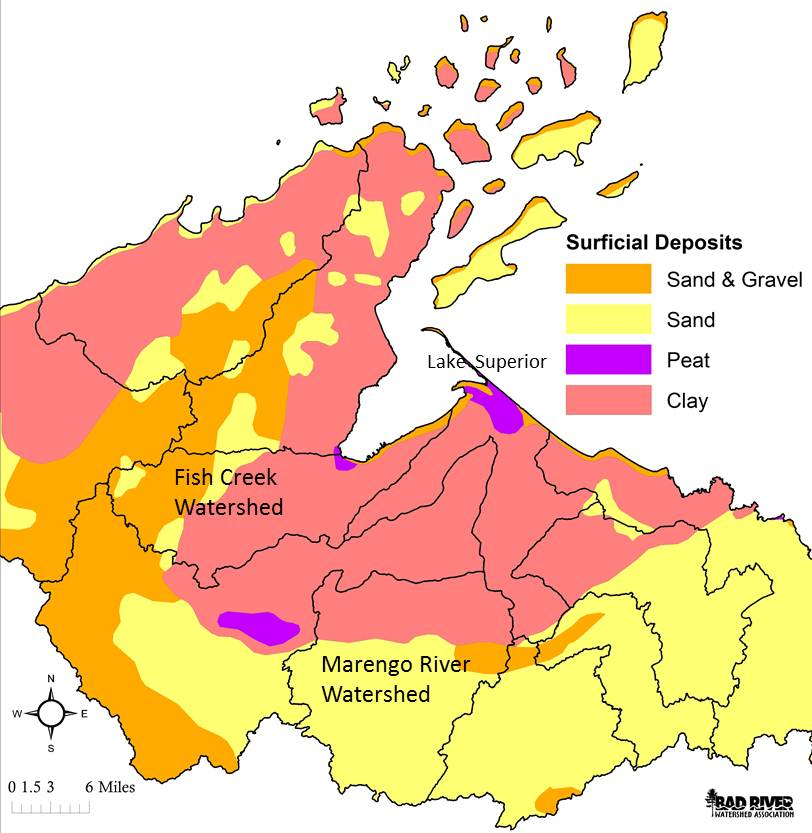 Surficial Deposits
Sand & Gravel
Sand
Lake Superior
Peat
Clay
Fish Creek
Watershed
Marengo River
Watershed
N
W E
S
0 1.5 3 6 Miles
BAD RIVER
WATERSHED ASSOCIATION